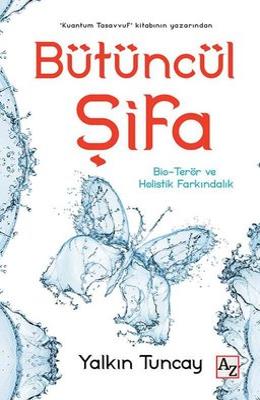 'Kuantum Tasavvuf' kitabının yazarından
Bütüncül
Şifa
Bio-Terör ve
Holistik Farkındalık
Yalkın Tuncay
AZ